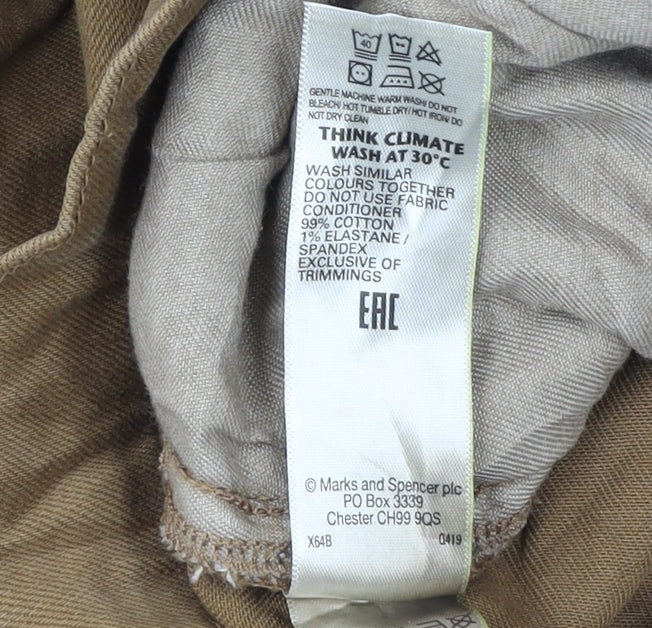 40
GENTLE MACHINE WARM WASH/ DO NOT
BLEACH/ HOT TUMBLE DRY/ HOT IRON/ DO
NOT DRY CLEAN
THINK CLIMATE
WASH AT 30°C
WASH SIMILAR
COLOURS TOGETHER
DO NOT USE FABRIC
CONDITIONER
99% COTTON
1% ELASTANE /
SPANDEX
EXCLUSIVE OF
TRIMMINGS
EAC
© Marks and Spencer plc
PO Box 3339
Chester CH99 9QS
X64B 0419